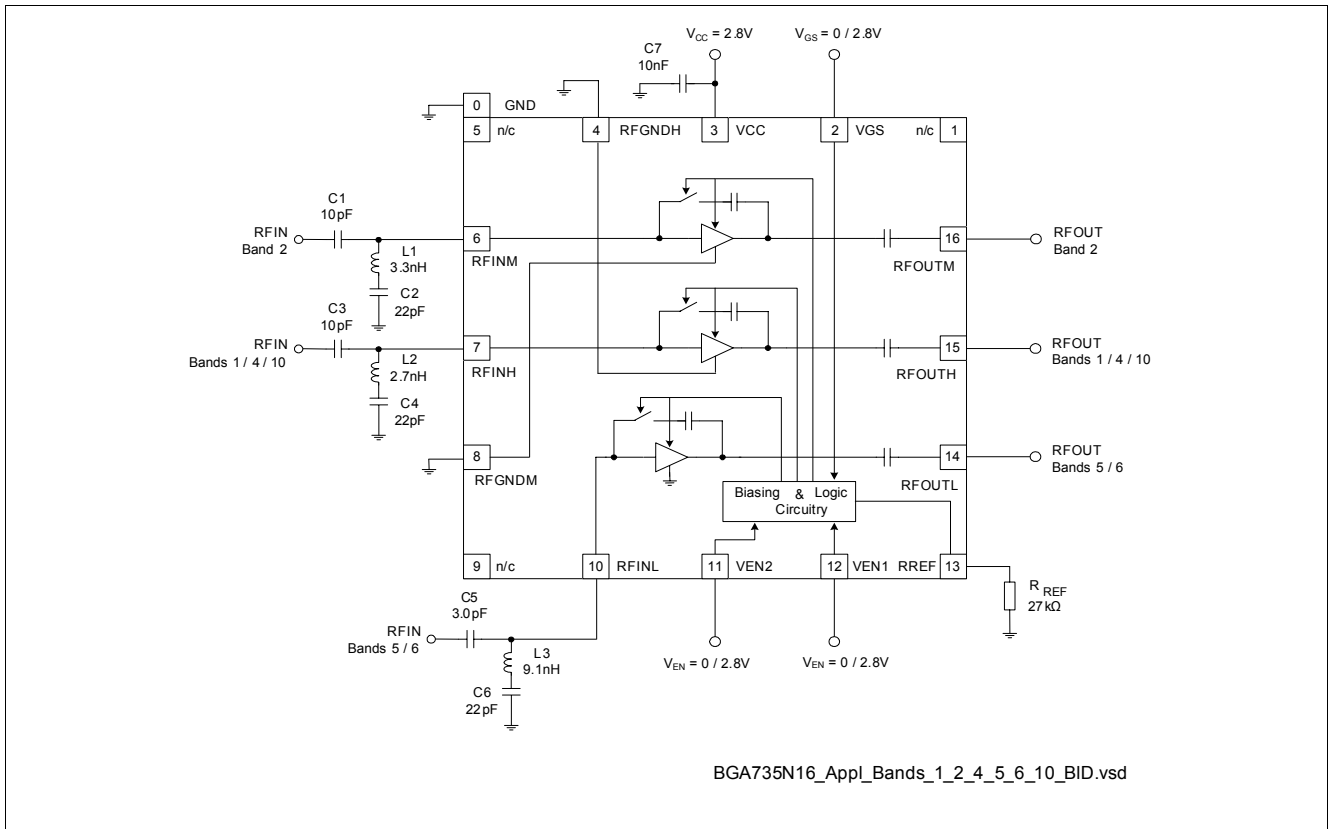 C7
10nF
V_CC = 2.8V
V_GS = 0 / 2.8V
0
GND
5
n/c
4
RFGNDH
3
VCC
2
VGS
n/c
1
C1
10pF
RFIN
Band 2
L1
3.3nH
C2
22pF
6
RFINM
16
RFOUTM
RFOUT
Band 2
C3
10pF
RFIN
Bands 1 / 4 / 10
L2
2.7nH
C4
22pF
7
RFINH
15
RFOUTH
RFOUT
Bands 1 / 4 / 10
8
RFGNDM
14
RFOUTL
RFOUT
Bands 5 / 6
Biasing & Logic
Circuitry
9
n/c
10
RFINL
11
VEN2
12
VEN1
RREF
13
R_REF
27kΩ
C5
3.0pF
RFIN
Bands 5 / 6
L3
9.1nH
C6
22pF
V_EN = 0 / 2.8V
V_EN = 0 / 2.8V
BGA735N16_Appl_Bands_1_2_4_5_6_10_BID.vsd